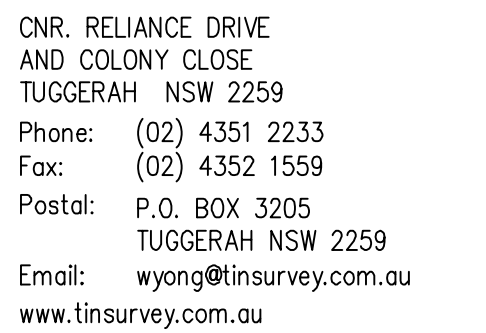 CNR. RELIANCE DRIVE
AND COLONY CLOSE
TUGGERAH NSW 2259
Phone: (02) 4351 2233
Fax: (02) 4352 1559
Postal: P.O. BOX 3205
TUGGERAH NSW 2259
Email: wyong@tinsurvey.com.au
www.tinsurvey.com.au